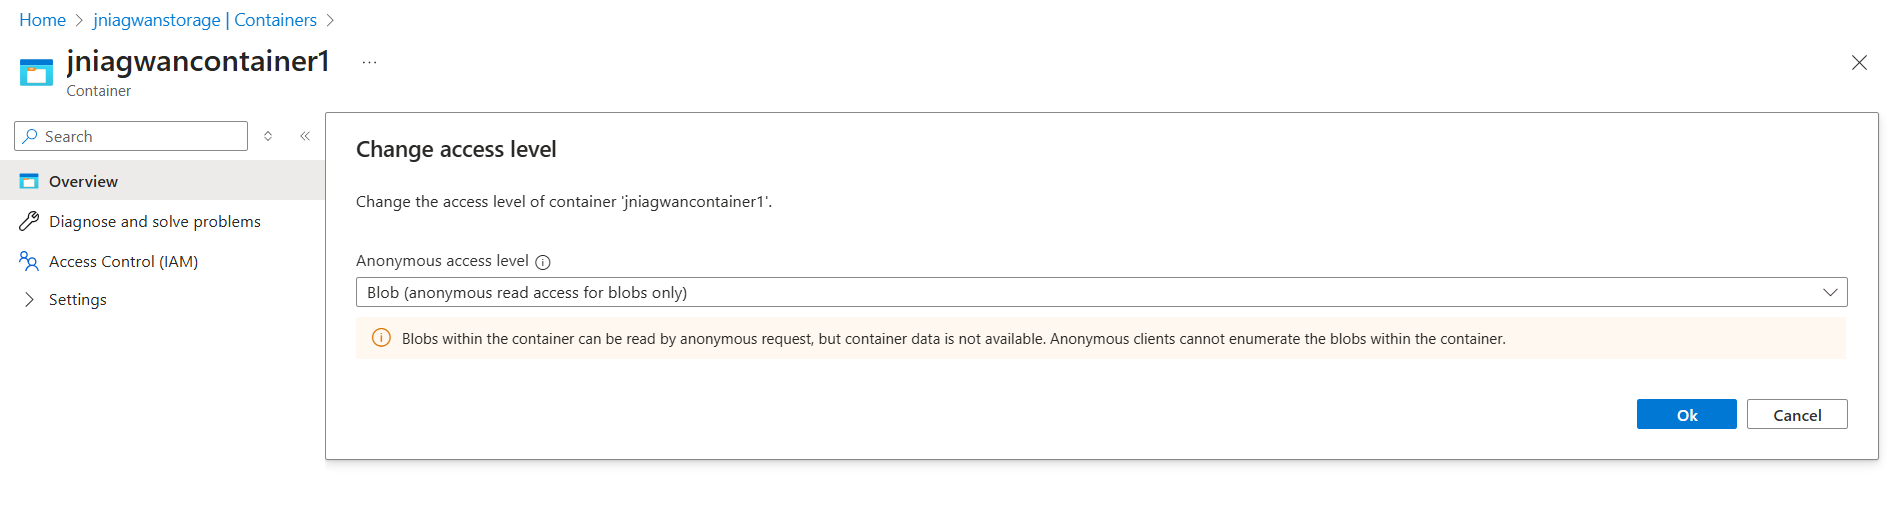 Home > jniagwanstorage | Containers >
jniagwancontainer1 ...
Container
Search
Overview
Diagnose and solve problems
Access Control (IAM)
Settings
Change access level
Change the access level of container 'jniagwancontainer1'.
Anonymous access level
Blob (anonymous read access for blobs only)
Blobs within the container can be read by anonymous request, but container data is not available. Anonymous clients cannot enumerate the blobs within the container.
Ok Cancel